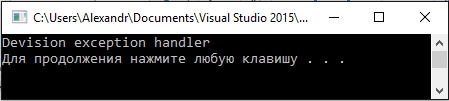 C:\Users\Alexandr\Documents\Visual Studio 2015\...
Devision exception handler
Для продолжения нажмите любую клавишу . . .